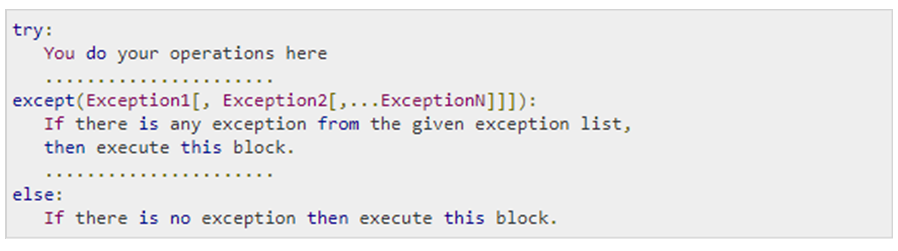 try:
You do your operations here
......................
except(Exception1[, Exception2[,...ExceptionN]]]):
If there is any exception from the given exception list,
then execute this block.
......................
else:
If there is no exception then execute this block.